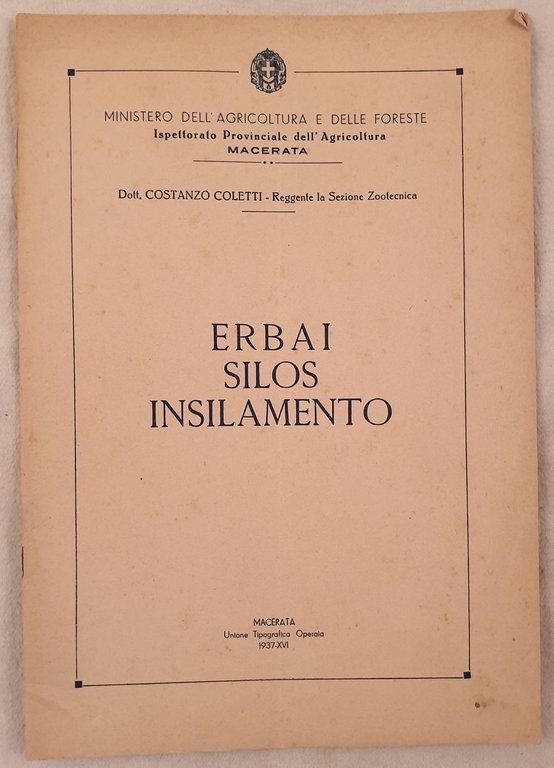 MINISTERO DELL'AGRICOLTURA E DELLE FORESTE
Ispettorato Provinciale dell'Agricoltura
MACERATA
Dott. COSTANZO COLETTI - Reggente la Sezione Zootecnica
ERBAI
SILOS
INSILAMENTO
MACERATA
Unione Tipografica Operaia
1937-XVI